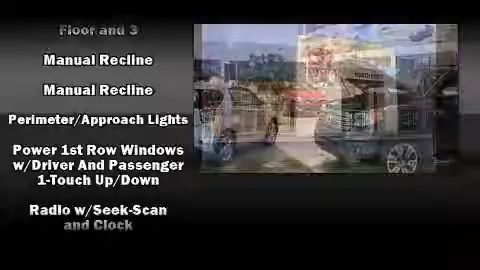 Floor and 3
Manual Recline
Manual Recline
Perimeter/Approach Lights
Power 1st Row Windows
w/Driver And Passenger
1-Touch Up/Down
Radio w/Seek-Scan
and Clock